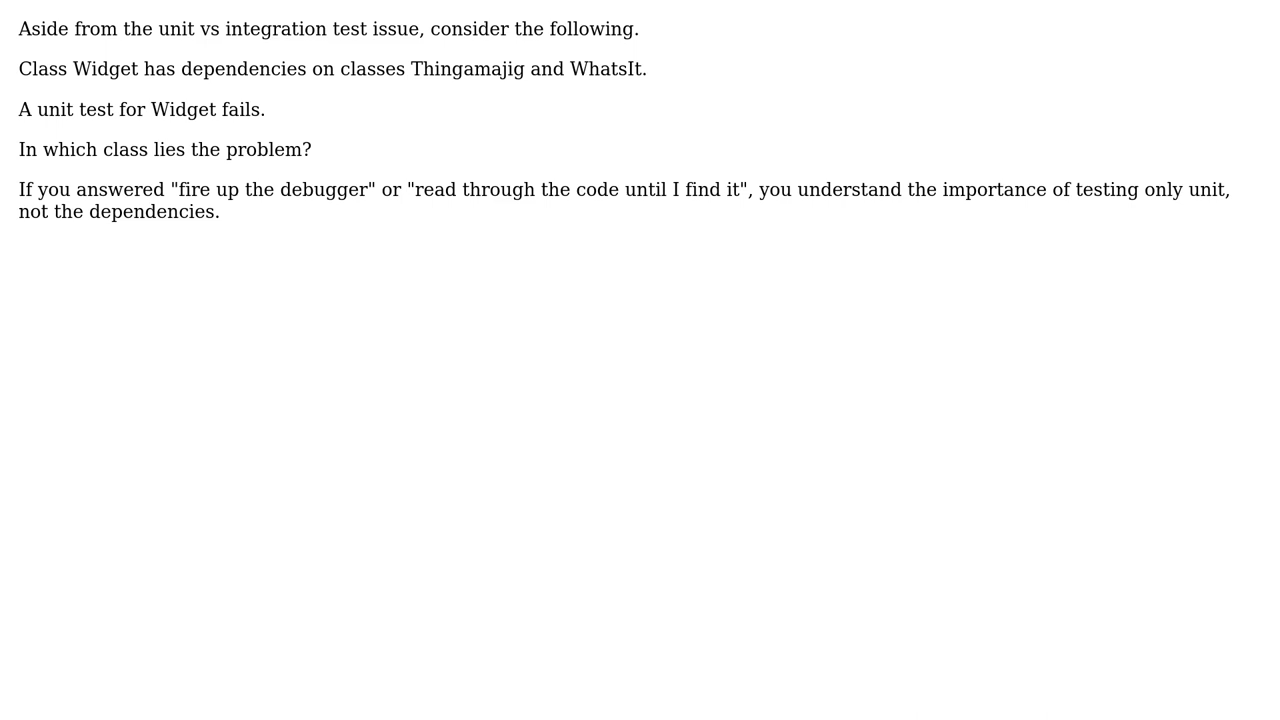 Aside from the unit vs integration test issue, consider the following.
Class Widget has dependencies on classes Thingamajig and WhatsIt.
A unit test for Widget fails.
In which class lies the problem?
If you answered "fire up the debugger" or "read through the code until I find it", you understand the importance of testing only unit,
not the dependencies.